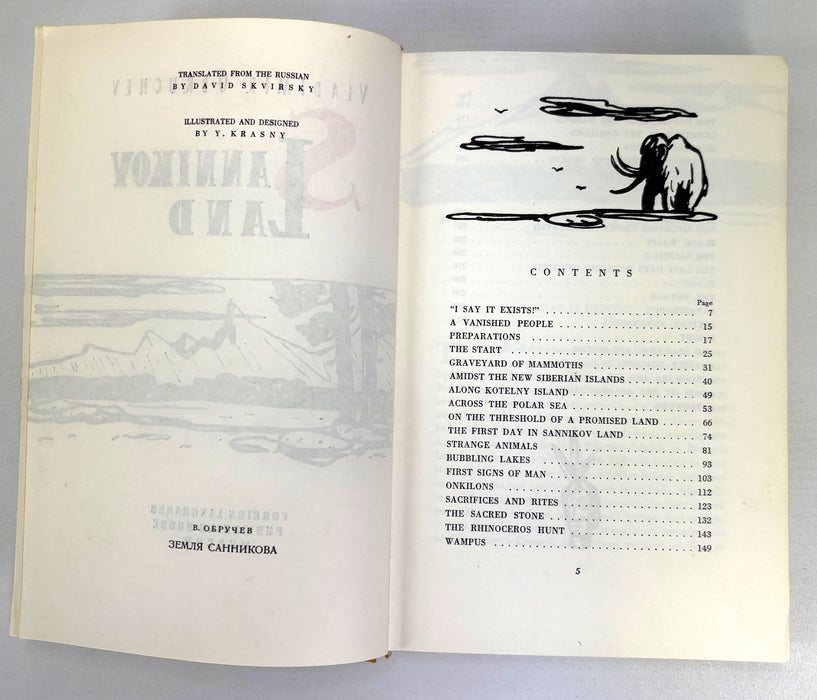 TRANSLATED FROM THE RUSSIAN
BY DAVID SKVIRSKY
ILLUSTRATED AND DESIGNED
BY Y. KRASNY
В. ОБРУЧЕВ
ЗЕМЛЯ САННИКОВА
CONTENTS
Page
"I SAY IT EXISTS!" 7
A VANISHED PEOPLE 15
PREPARATIONS 17
THE START 25
GRAVEYARD OF MAMMOTHS 31
AMIDST THE NEW SIBERIAN ISLANDS 40
ALONG KOTELNY ISLAND 49
ACROSS THE POLAR SEA 53
ON THE THRESHOLD OF A PROMISED LAND 66
THE FIRST DAY IN SANNIKOV LAND 74
STRANGE ANIMALS 81
BUBBLING LAKES 93
FIRST SIGNS OF MAN 103
ONKILONS 112
SACRIFICES AND RITES 123
THE SACRED STONE 132
THE RHINOCEROS HUNT 143
WAMPUS 149
5